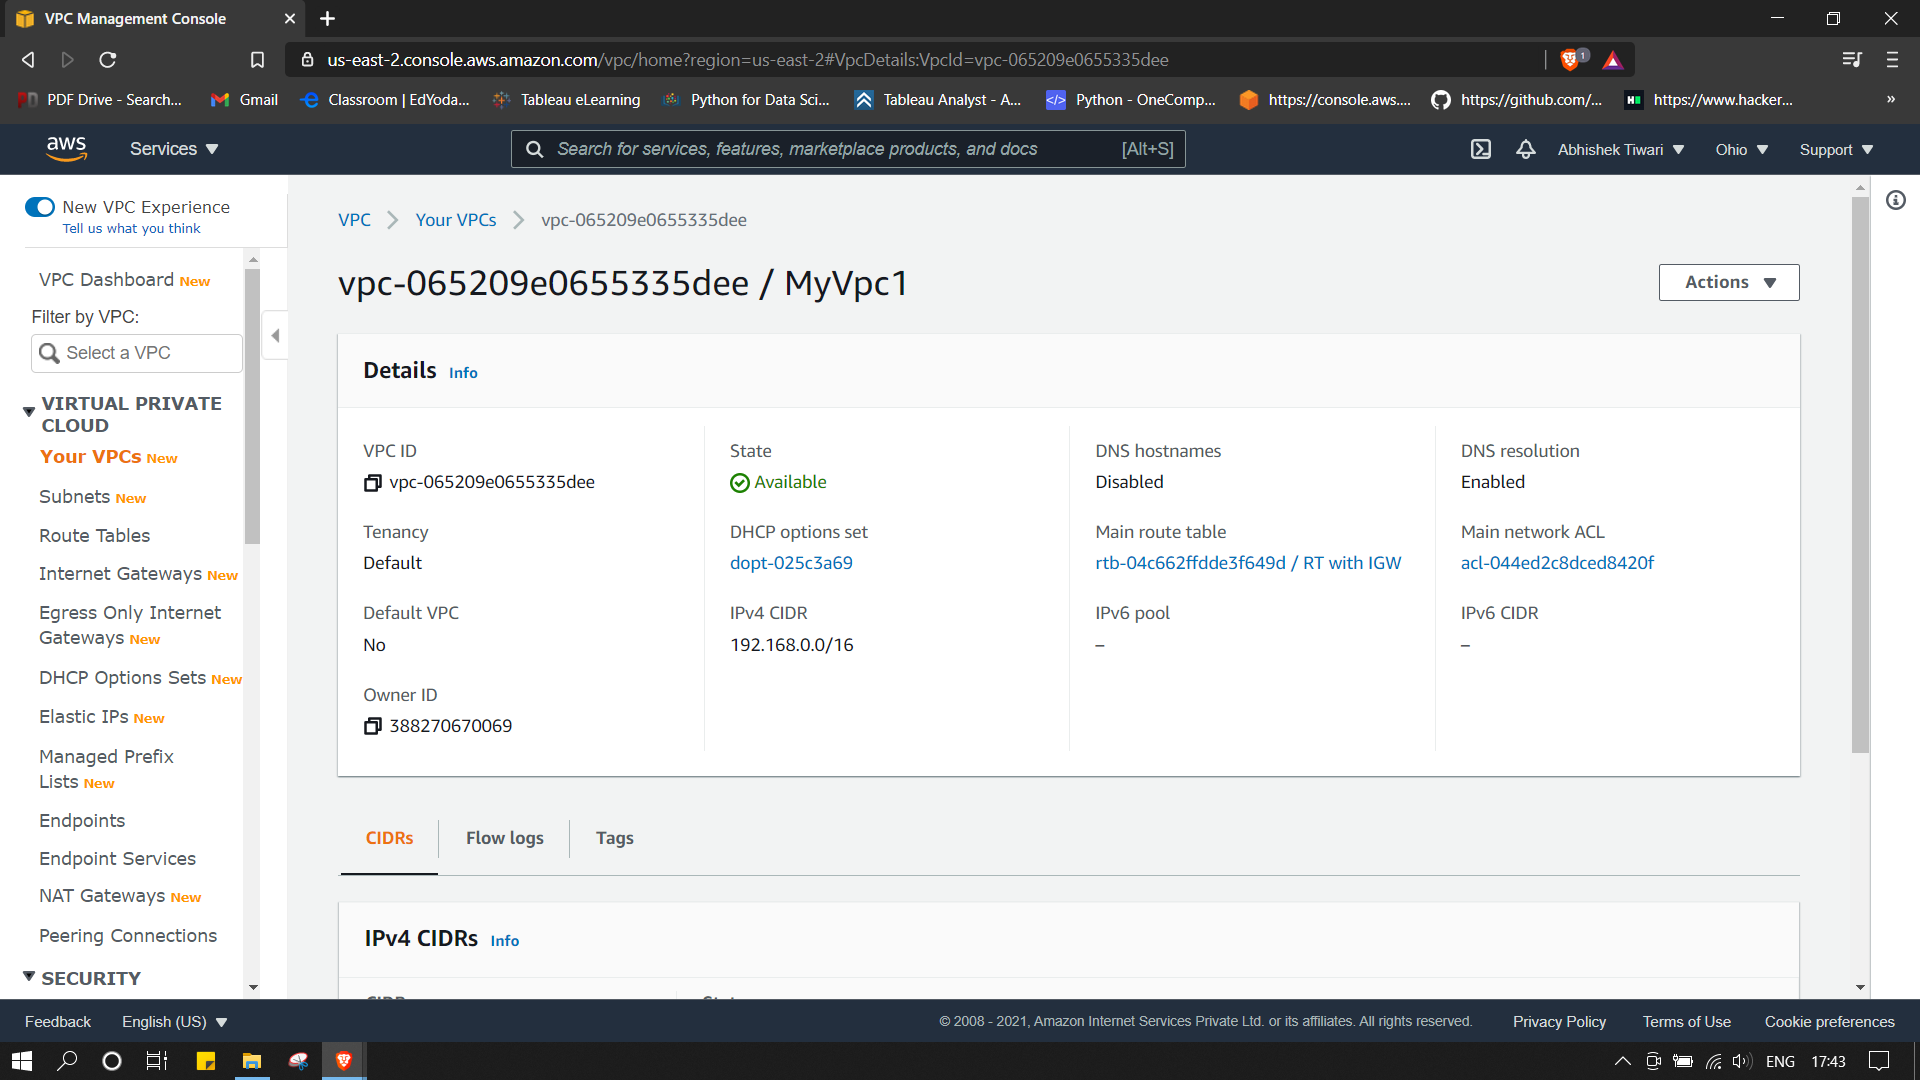 VPC Management Console
us-east-2.console.aws.amazon.com/vpc/home?region=us-east-2#VpcDetails:VpcId=vpc-065209e0655335dee
1
PDF Drive - Search...
Gmail
Classroom | EdYoda...
Tableau eLearning
Python for Data Sci...
Tableau Analyst - A...
Python - OneComp...
https://console.aws....
https://github.com/...
https://www.hacker...
»
aws
Services
Search for services, features, marketplace products, and docs
[Alt+S]
Abhishek Tiwari
Ohio
Support
New VPC Experience
Tell us what you think
VPC Dashboard New
Filter by VPC:
Select a VPC
VIRTUAL PRIVATE
CLOUD
Your VPCs New
Subnets New
Route Tables
Internet Gateways New
Egress Only Internet
Gateways New
DHCP Options Sets New
Elastic IPs New
Managed Prefix
Lists New
Endpoints
Endpoint Services
NAT Gateways New
Peering Connections
SECURITY
VPC
Your VPCs
vpc-065209e0655335dee
vpc-065209e0655335dee / MyVpc1
Actions
Details Info
VPC ID
vpc-065209e0655335dee
State
Available
DNS hostnames
Disabled
DNS resolution
Enabled
Tenancy
Default
DHCP options set
dopt-025c3a69
Main route table
rtb-04c662ffdde3f649d / RT with IGW
Main network ACL
acl-044ed2c8dced8420f
Default VPC
No
IPv4 CIDR
192.168.0.0/16
IPv6 pool
–
IPv6 CIDR
–
Owner ID
388270670069
CIDRs
Flow logs
Tags
IPv4 CIDRs Info
Feedback
English (US)
© 2008 - 2021, Amazon Internet Services Private Ltd. or its affiliates. All rights reserved.
Privacy Policy
Terms of Use
Cookie preferences
ENG
17:43